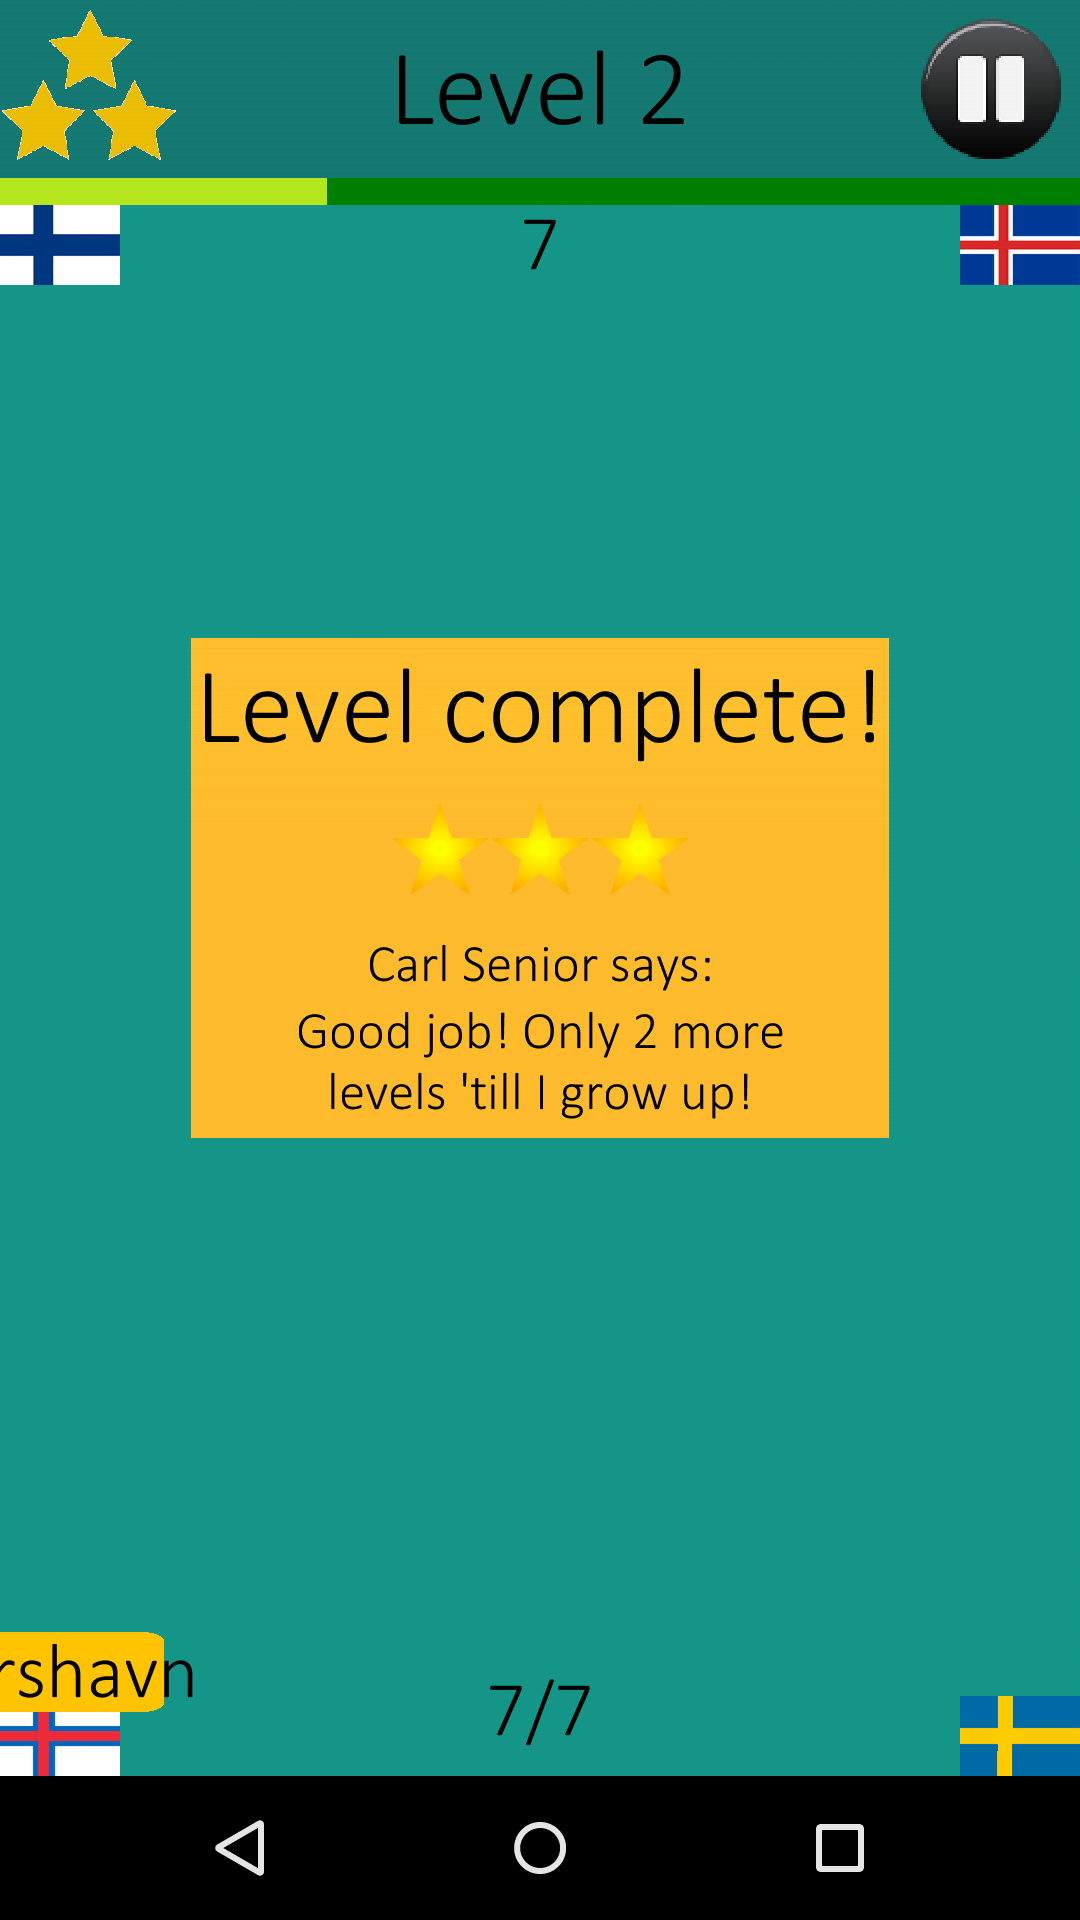 Level 2
7
Level complete!
Carl Senior says:
Good job! Only 2 more
levels 'till I grow up!
rshavn
7/7